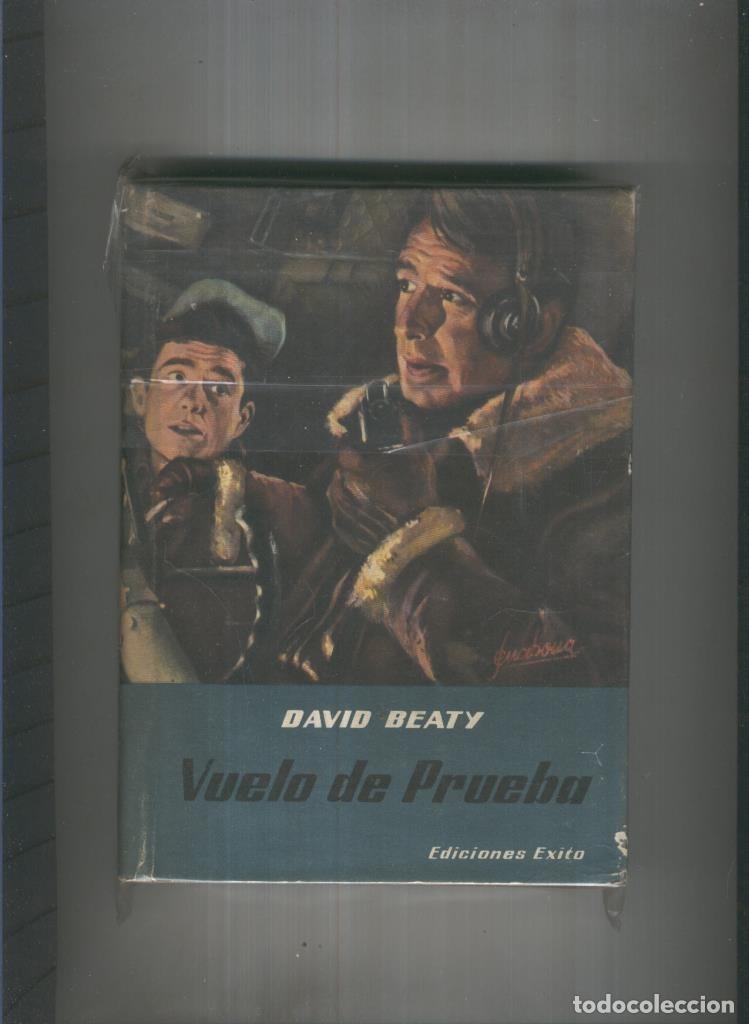 DAVID BEATY
Vuelo de Prueba
Ediciones Exito
todocoleccion